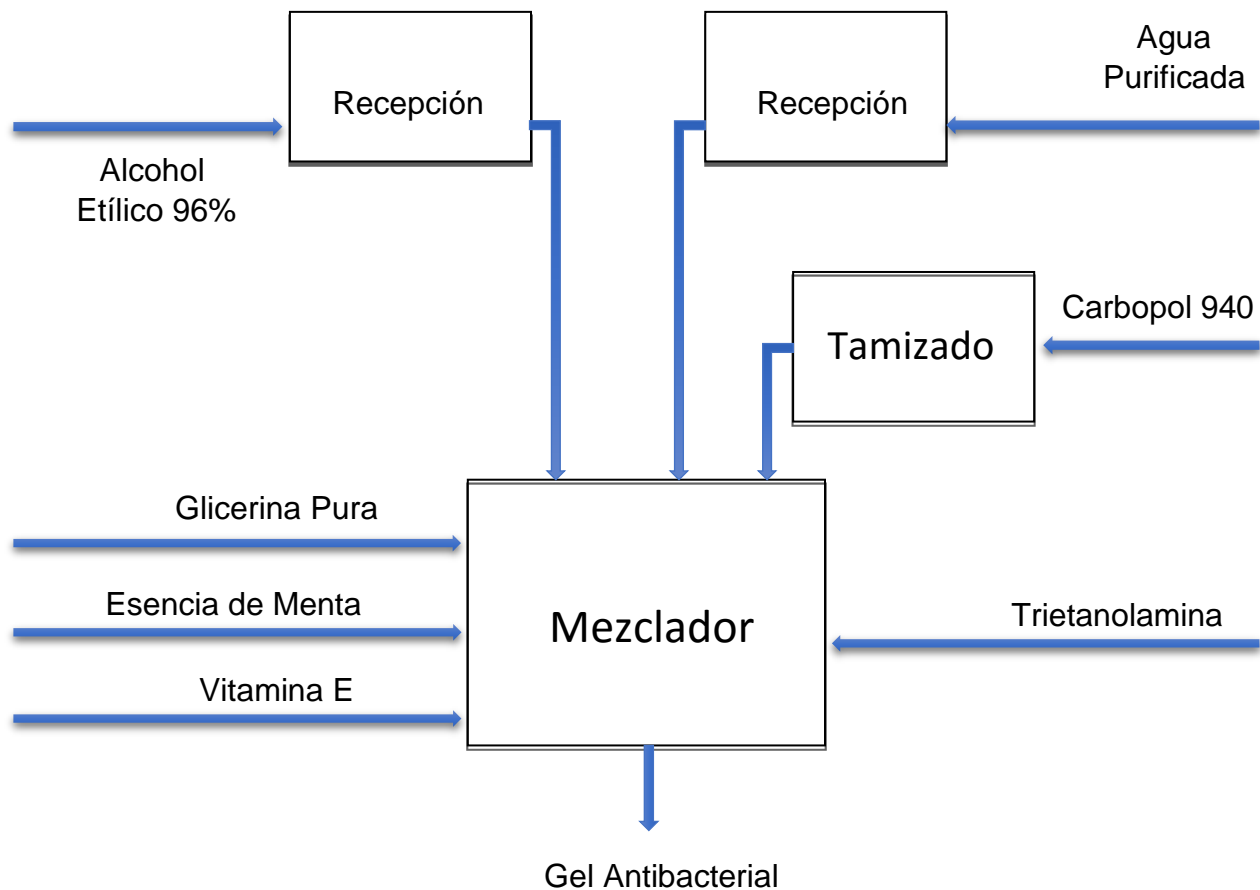 Recepción
Recepción
Agua
Purificada
Alcohol
Etílico 96%
Carbopol 940
Tamizado
Glicerina Pura
Esencia de Menta
Mezclador
Trietanolamina
Vitamina E
Gel Antibacterial